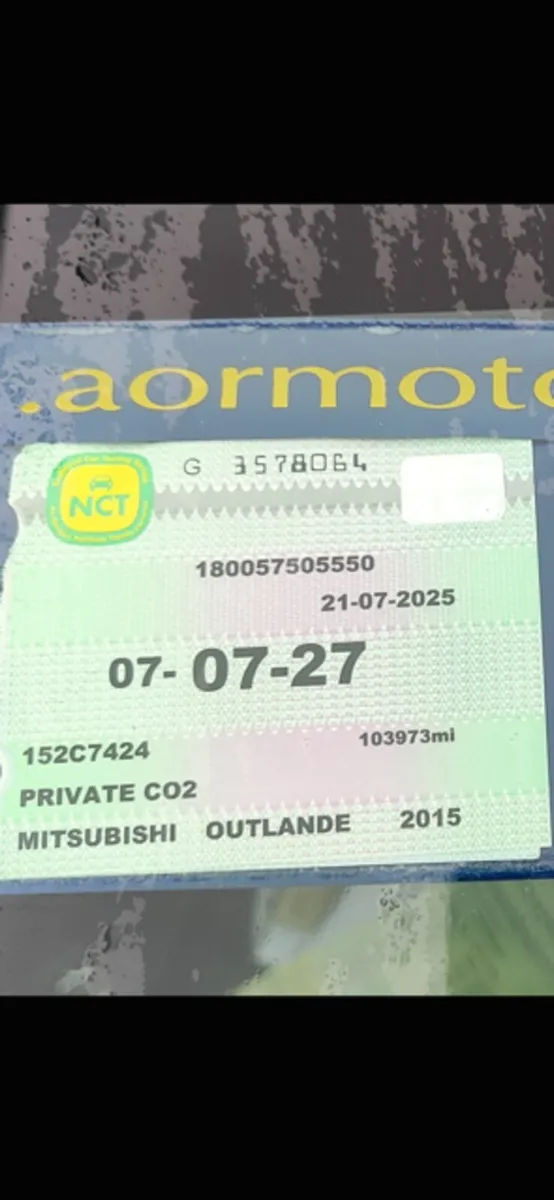 .aormoto
NCT
G 3578064
180057505550
21-07-2025
07- 07-27
152C7424
103973mi
PRIVATE CO2
MITSUBISHI OUTLANDE 2015